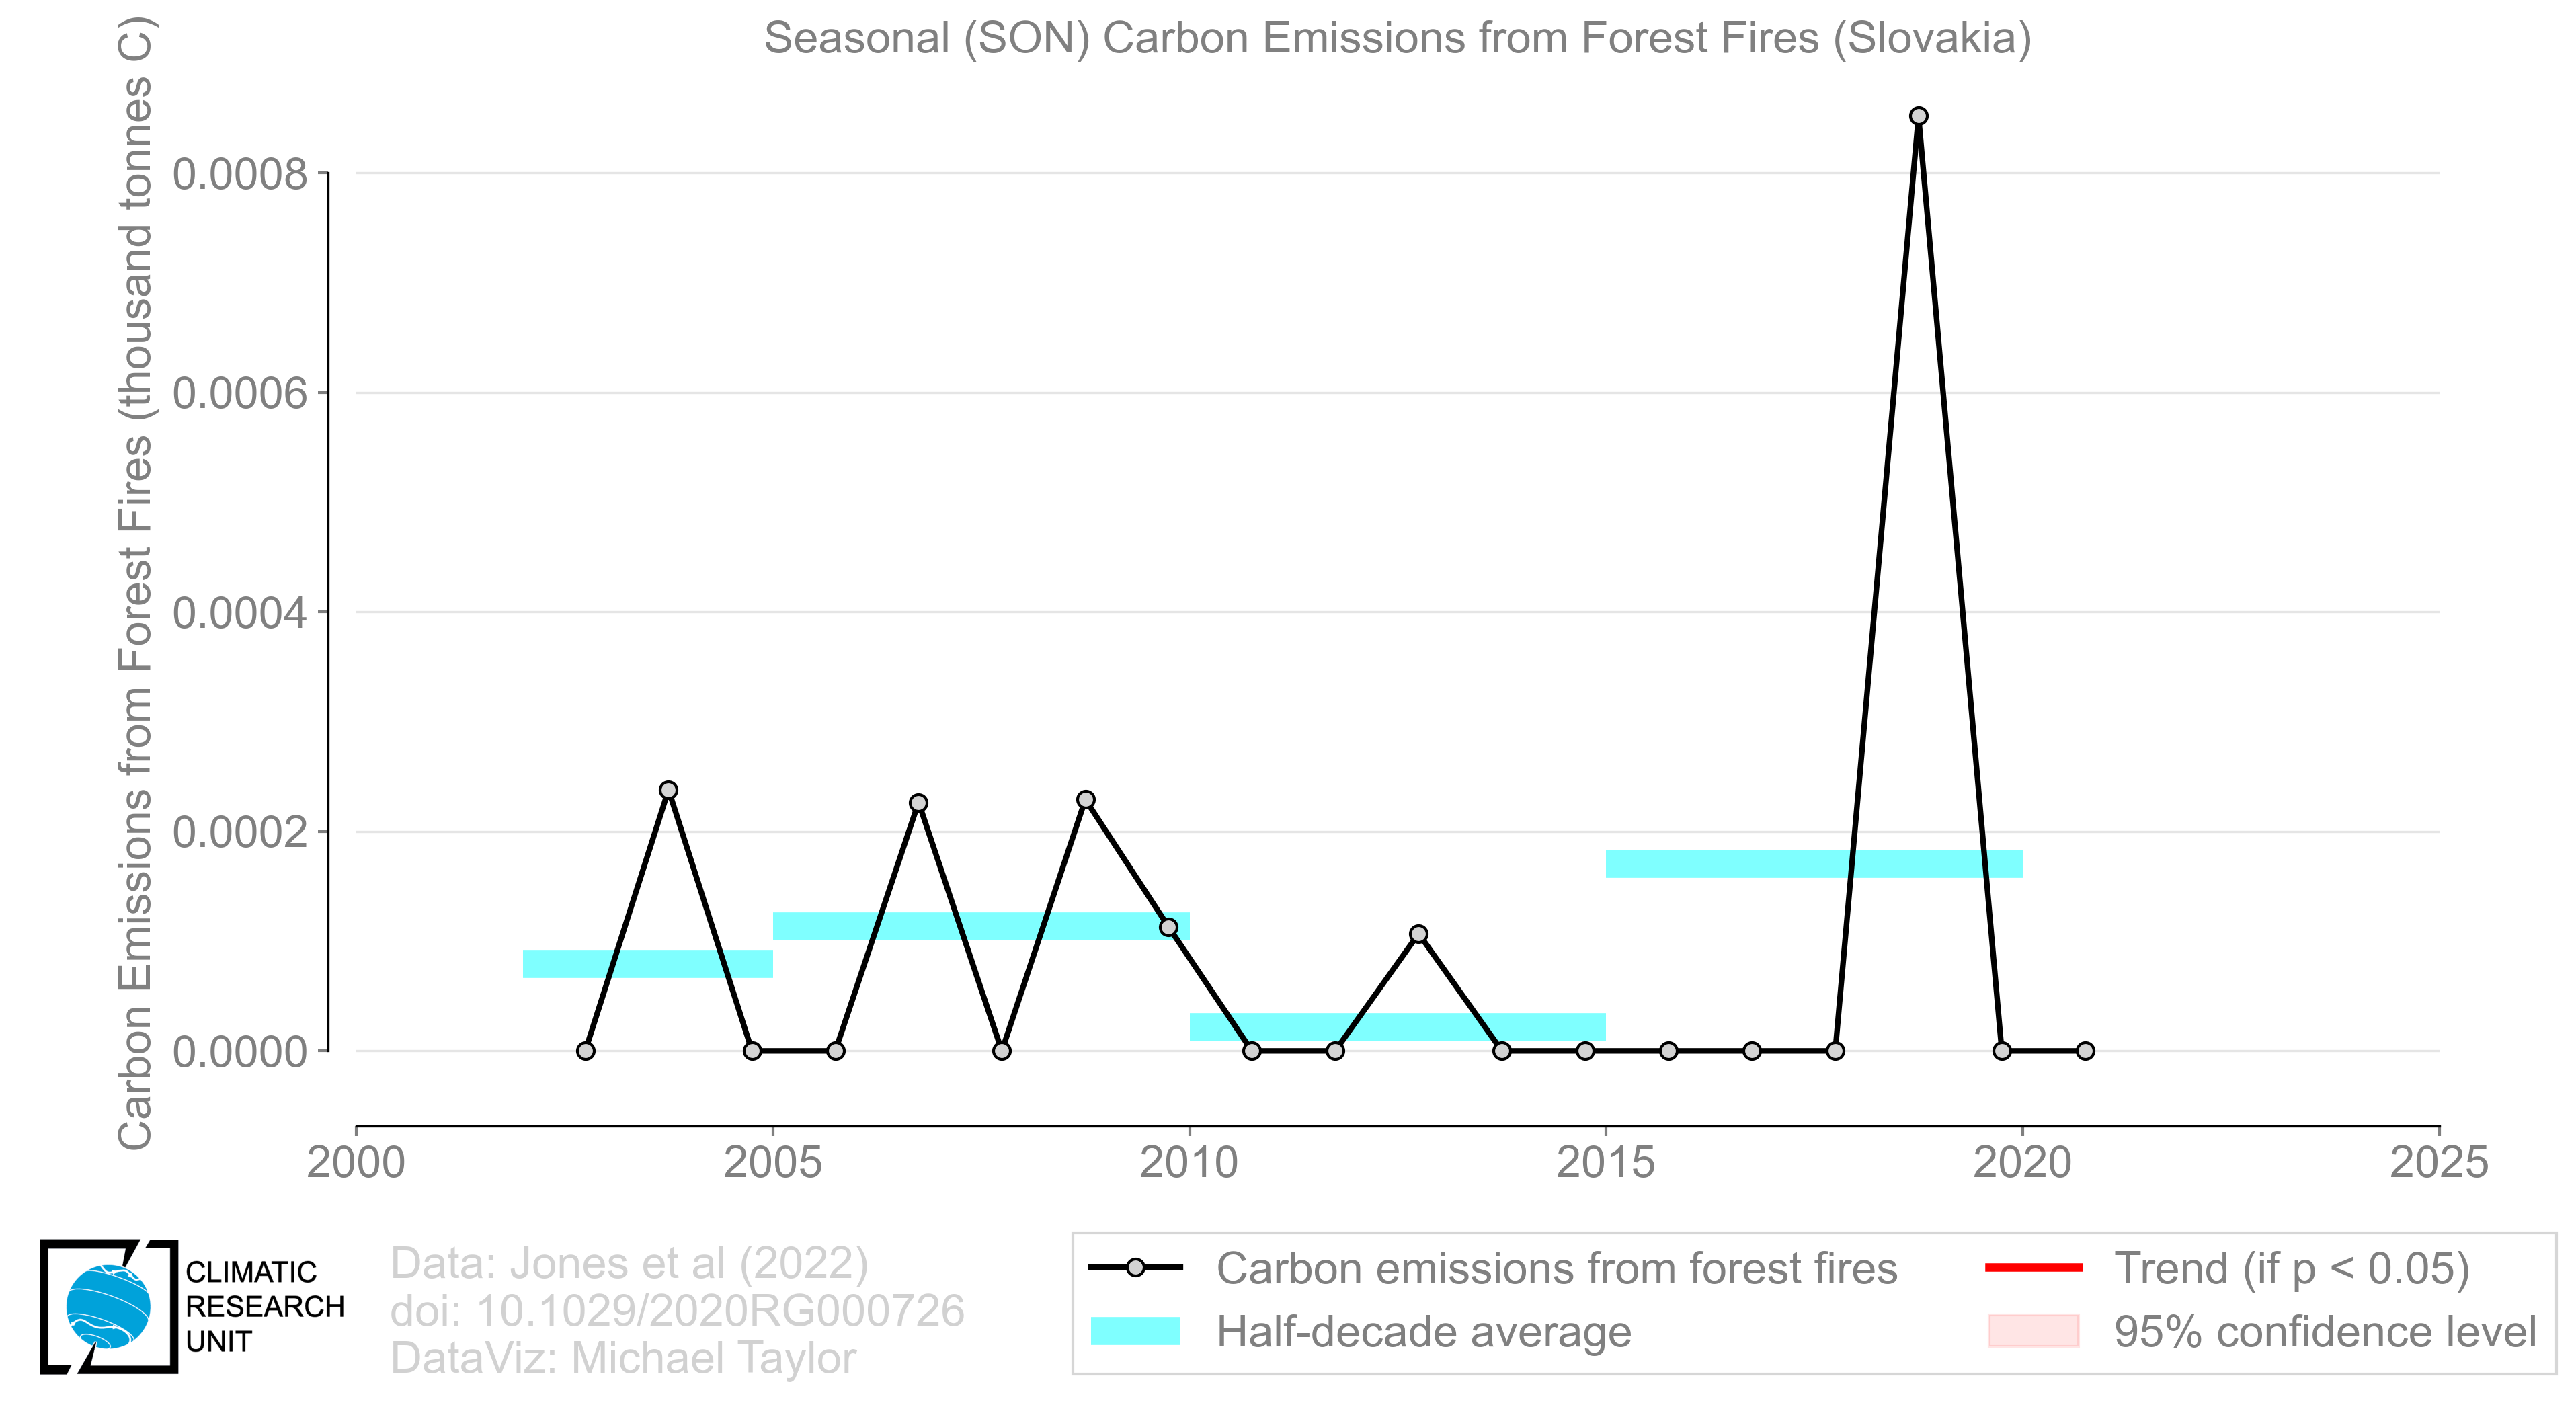 Seasonal (SON) Carbon Emissions from Forest Fires (Slovakia)
Carbon Emissions from Forest Fires (thousand tonnes C)
0.0008
0.0006
0.0004
0.0002
0.0000
2000
2005
2010
2015
2020
2025
CLIMATIC
RESEARCH
UNIT
Data: Jones et al (2022)
doi: 10.1029/2020RG000726
DataViz: Michael Taylor
Carbon emissions from forest fires
Half-decade average
Trend (if p < 0.05)
95% confidence level